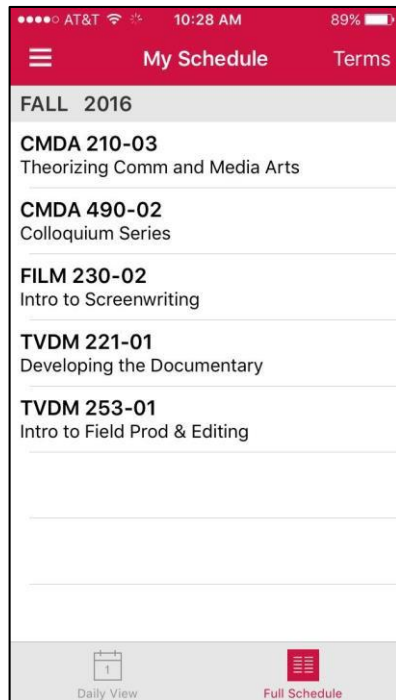 AT&T 10:28 AM 89%
My Schedule Terms
FALL 2016
CMDA 210-03
Theorizing Comm and Media Arts
CMDA 490-02
Colloquium Series
FILM 230-02
Intro to Screenwriting
TVDM 221-01
Developing the Documentary
TVDM 253-01
Intro to Field Prod & Editing
1
Daily View Full Schedule